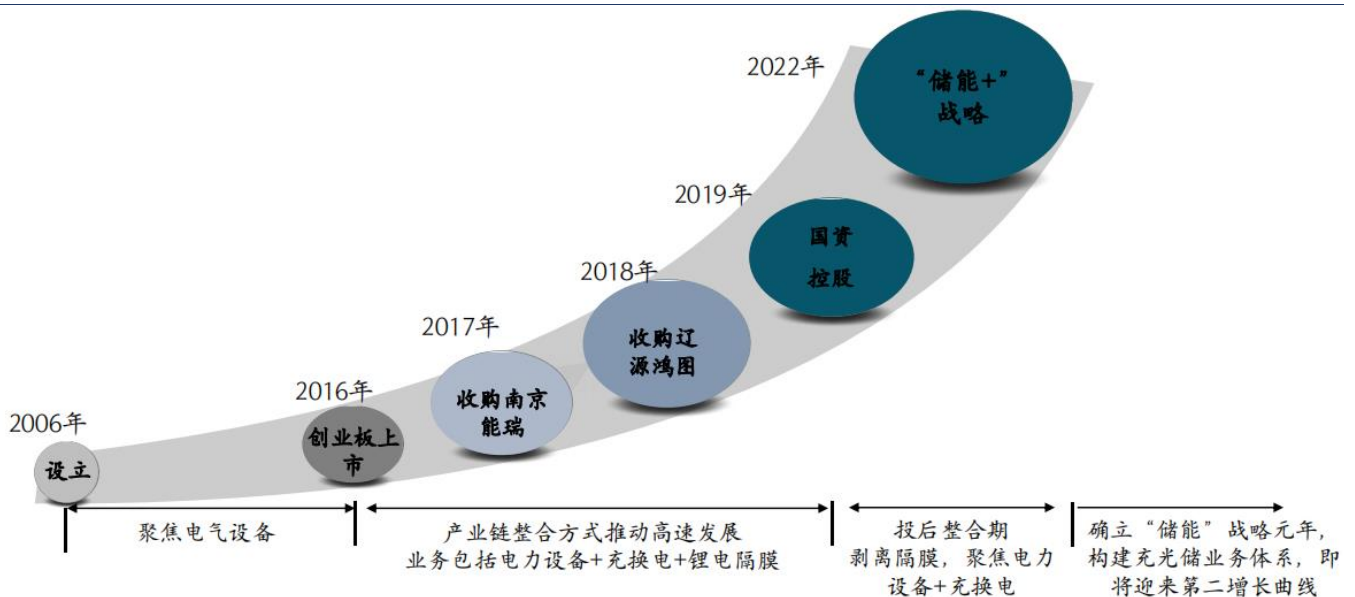 2022年
“储能+”
战略
2019年
国资
控股
2018年
收购辽
源鸿图
2017年
收购南京
能瑞
2016年
创业板上
市
2006年
设立
聚焦电气设备
产业链整合方式推动高速发展
业务包括电力设备+充换电+锂电隔膜
投后整合期
剥离隔膜，聚焦电力
设备+充换电
确立“储能”战略元年，
构建充光储业务体系，即
将迎来第二增长曲线